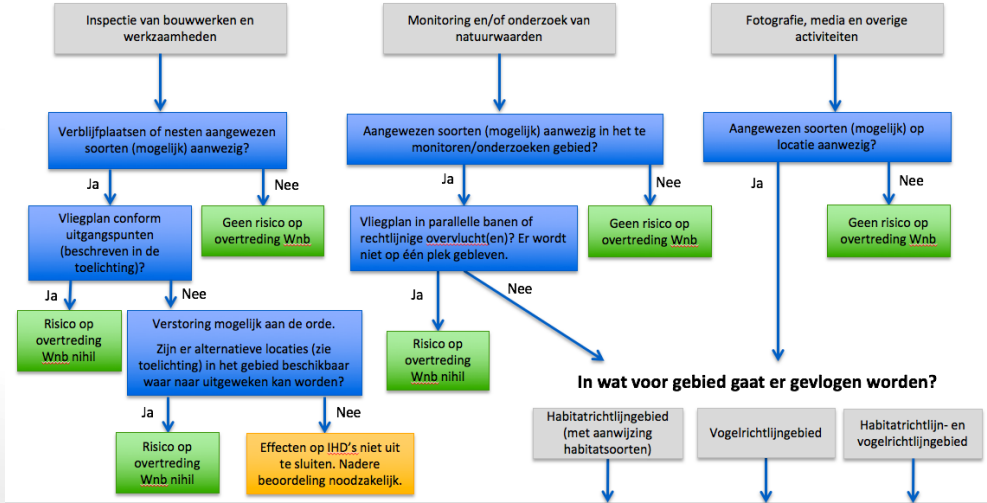 Inspectie van bouwwerken en
werkzaamheden
Monitoring en/of onderzoek van
natuurwaarden
Fotografie, media en overige
activiteiten
Verblijfplaatsen of nesten aangewezen
soorten (mogelijk) aanwezig?
Aangewezen soorten (mogelijk) aanwezig in het te
monitoren/onderzoeken gebied?
Aangewezen soorten (mogelijk) op
locatie aanwezig?
Ja
Nee
Ja
Nee
Ja
Nee
Vliegplan conform
uitgangspunten
(beschreven in de
toelichting)?
Geen risico op
overtreding Wnb
Vliegplan in parallelle banen of
rechtlijnige overvlucht(en)? Er wordt
niet op één plek gebleven.
Geen risico op
overtreding Wnb
Geen risico op
overtreding Wnb
Ja
Nee
Ja
Nee
Risico op
overtreding
Wnb nihil
Verstoring mogelijk aan de orde.
Zijn er alternatieve locaties (zie
toelichting) in het gebied beschikbaar
waar naar uitgeweken kan worden?
Risico op
overtreding
Wnb nihil
In wat voor gebied gaat er gevlogen worden?
Ja
Nee
Risico op
overtreding
Wnb nihil
Effecten op IHD's niet uit
te sluiten. Nadere
beoordeling noodzakelijk.
Habitatrichtlijngebied
(met aanwijzing
habitatsoorten)
Vogelrichtlijngebied
Habitatrichtlijn- en
vogelrichtlijngebied